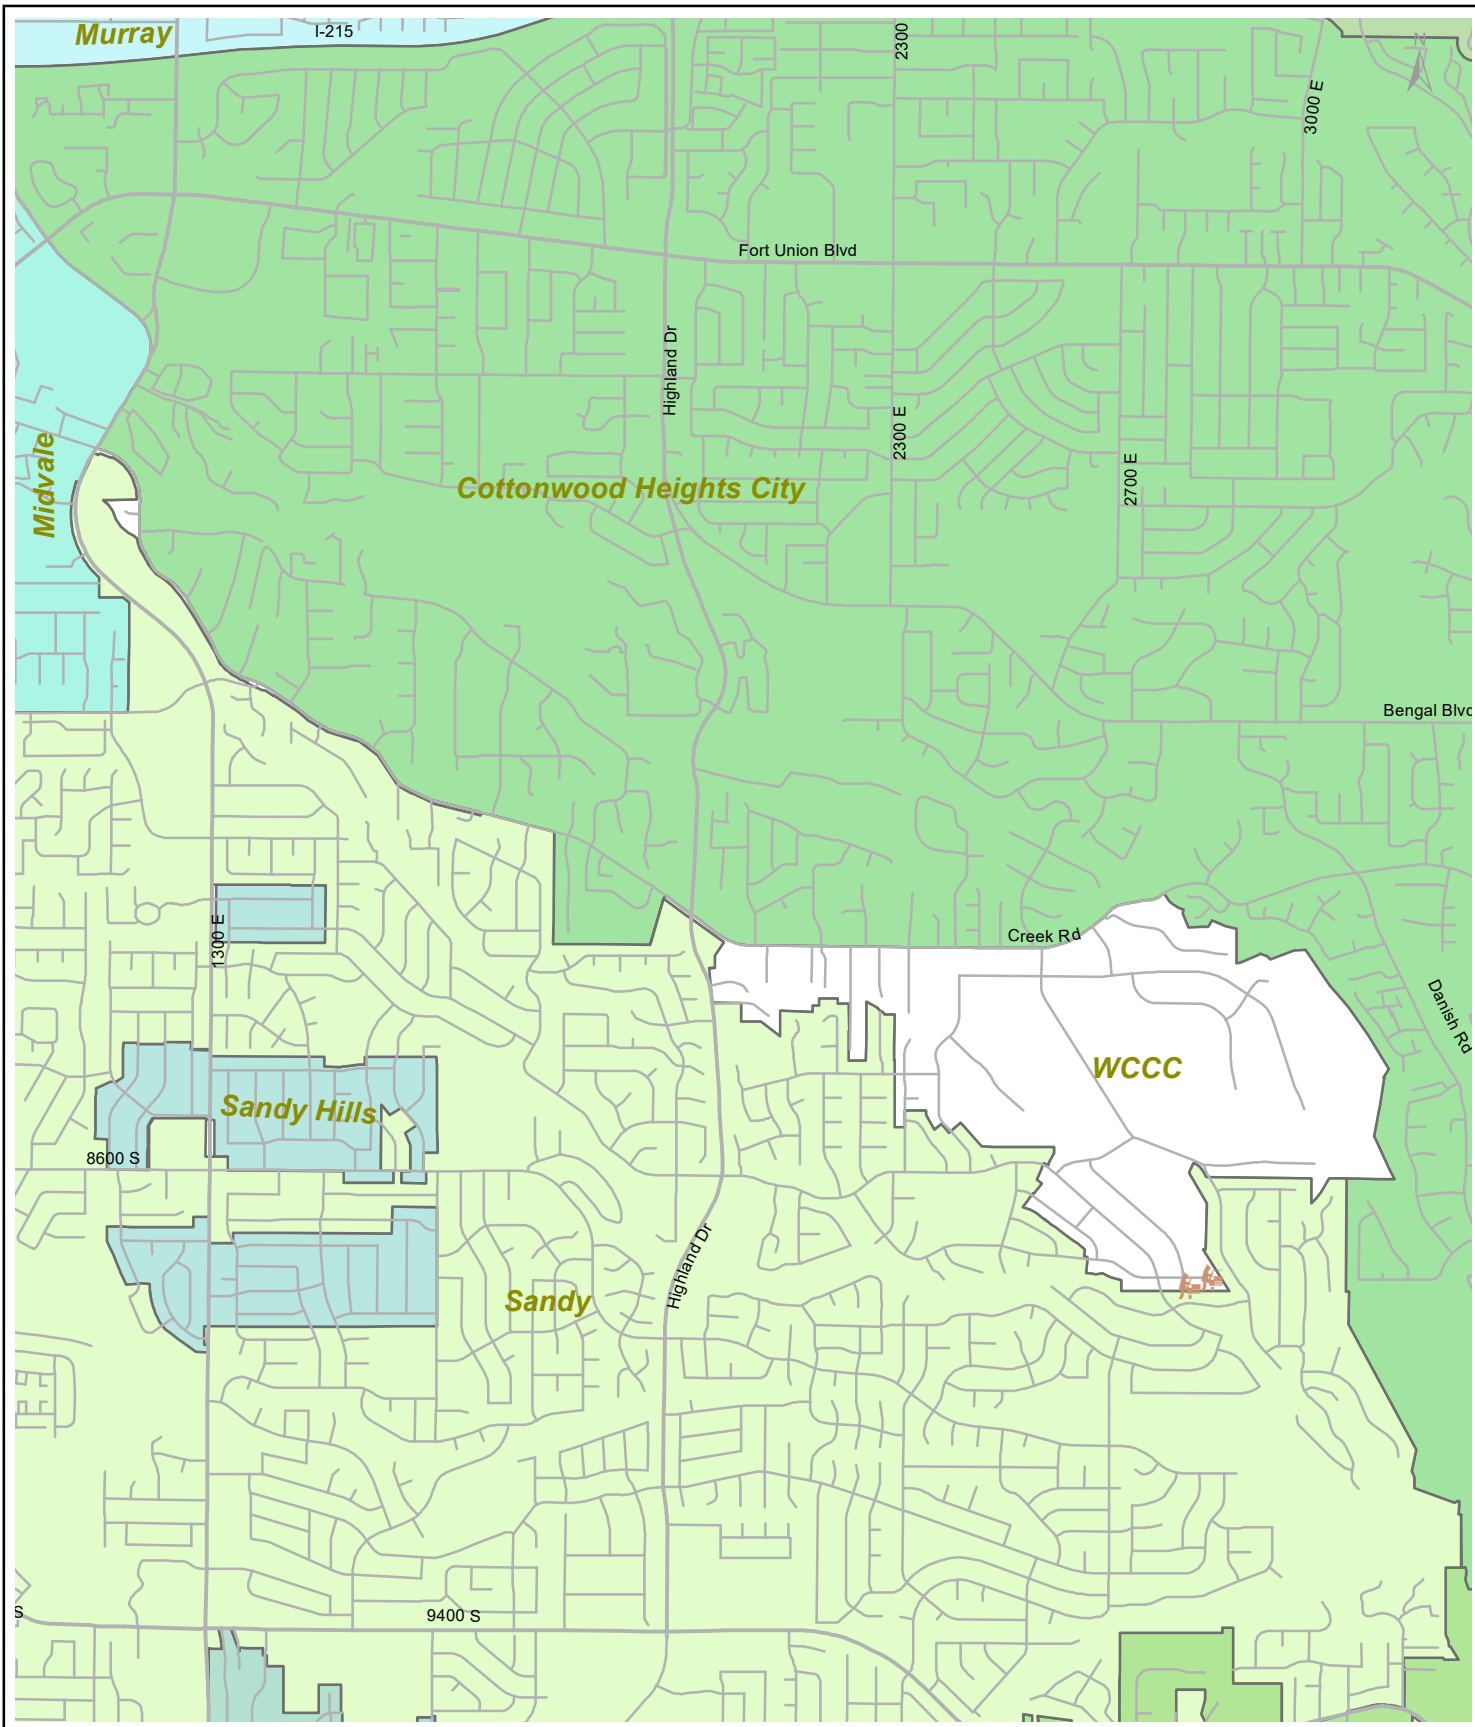 Murray
I-215
2300
N
3000 E
Fort Union Blvd
Highland Dr
2300 E
Midvale
2700 E
Cottonwood Heights City
Bengal Blvd
1300 E
Creek Rd
Danish Rd
WCCC
Sandy Hills
8600 S
Highland Dr
Sandy
S
9400 S